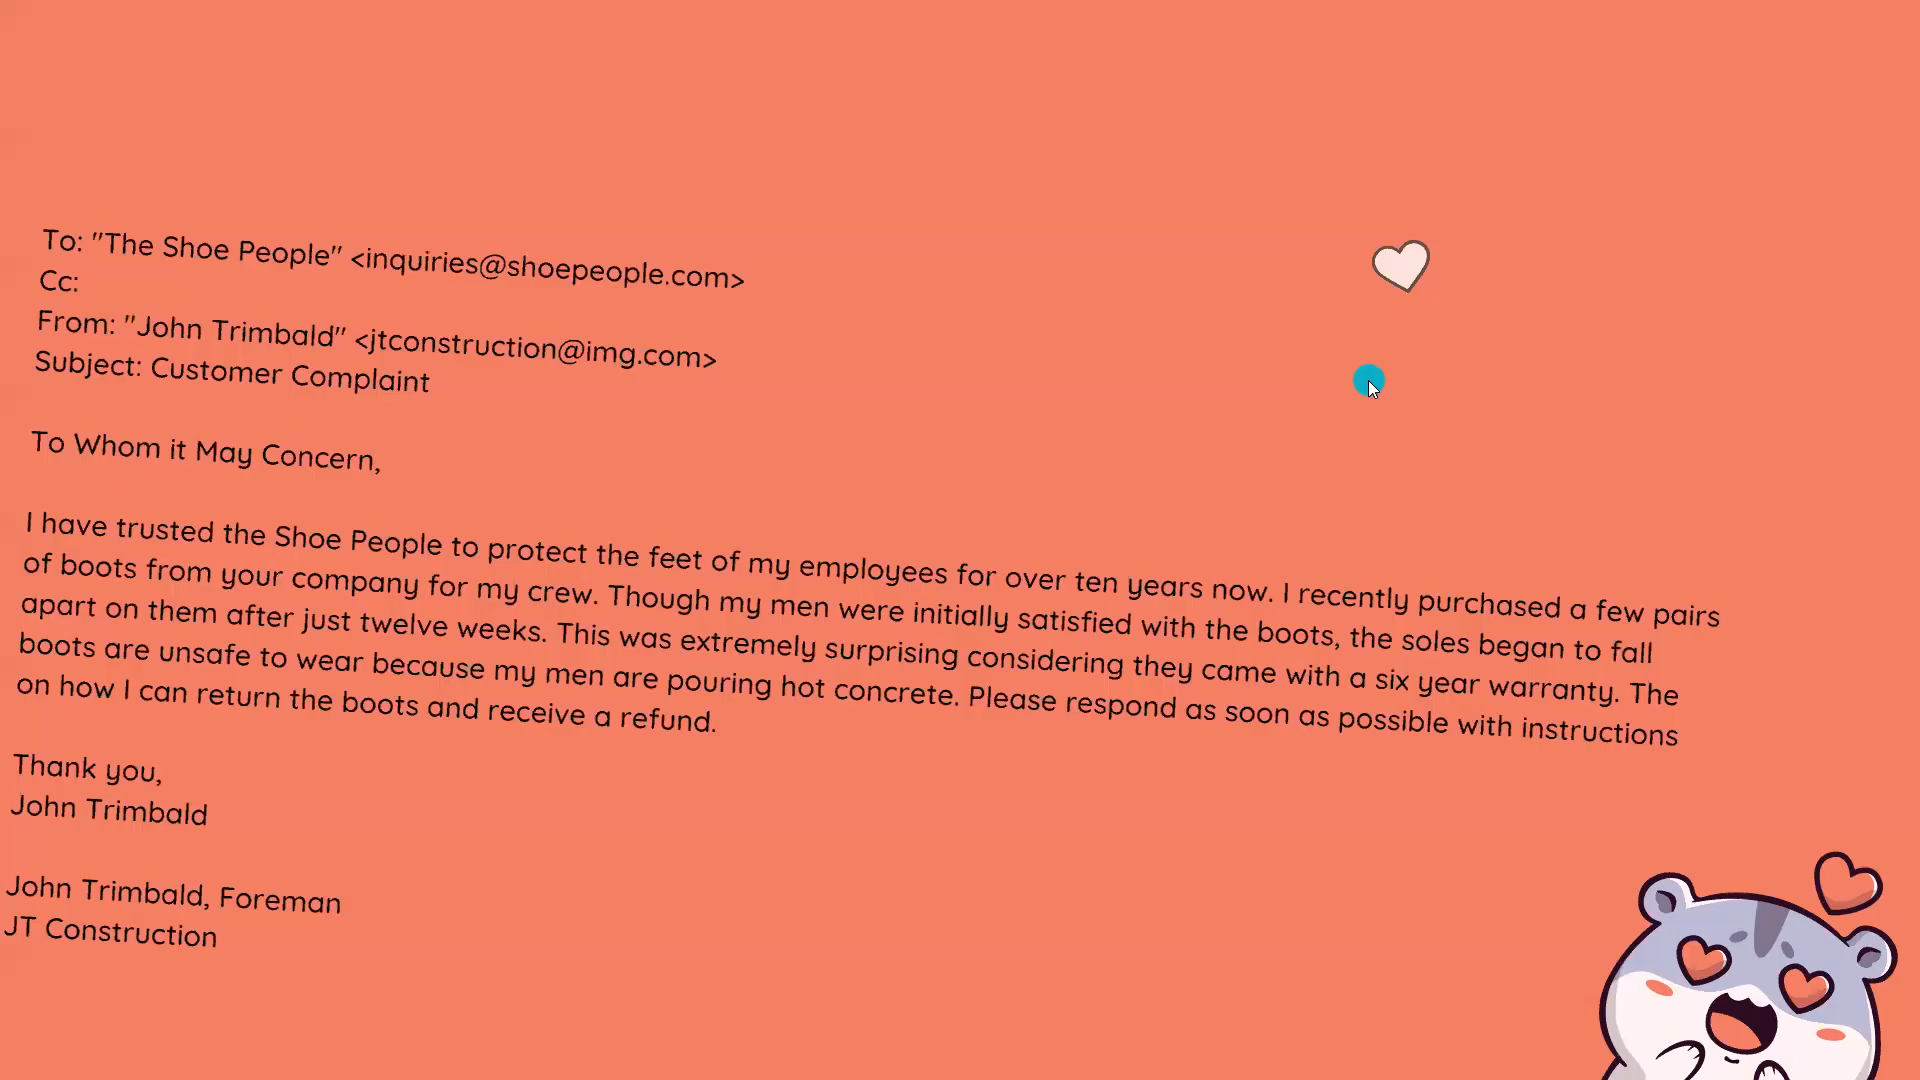 To: "The Shoe People" <inquiries@shoepeople.com>
Cc:
From: "John Trimbald" <jtconstruction@img.com>
Subject: Customer Complaint
To Whom it May Concern,
I have trusted the Shoe People to protect the feet of my employees for over ten years now. I recently purchased a few pairs
of boots from your company for my crew. Though my men were initially satisfied with the boots, the soles began to fall
apart on them after just twelve weeks. This was extremely surprising considering they came with a six year warranty. The
boots are unsafe to wear because my men are pouring hot concrete. Please respond as soon as possible with instructions
on how I can return the boots and receive a refund.
Thank you,
John Trimbald
John Trimbald, Foreman
JT Construction